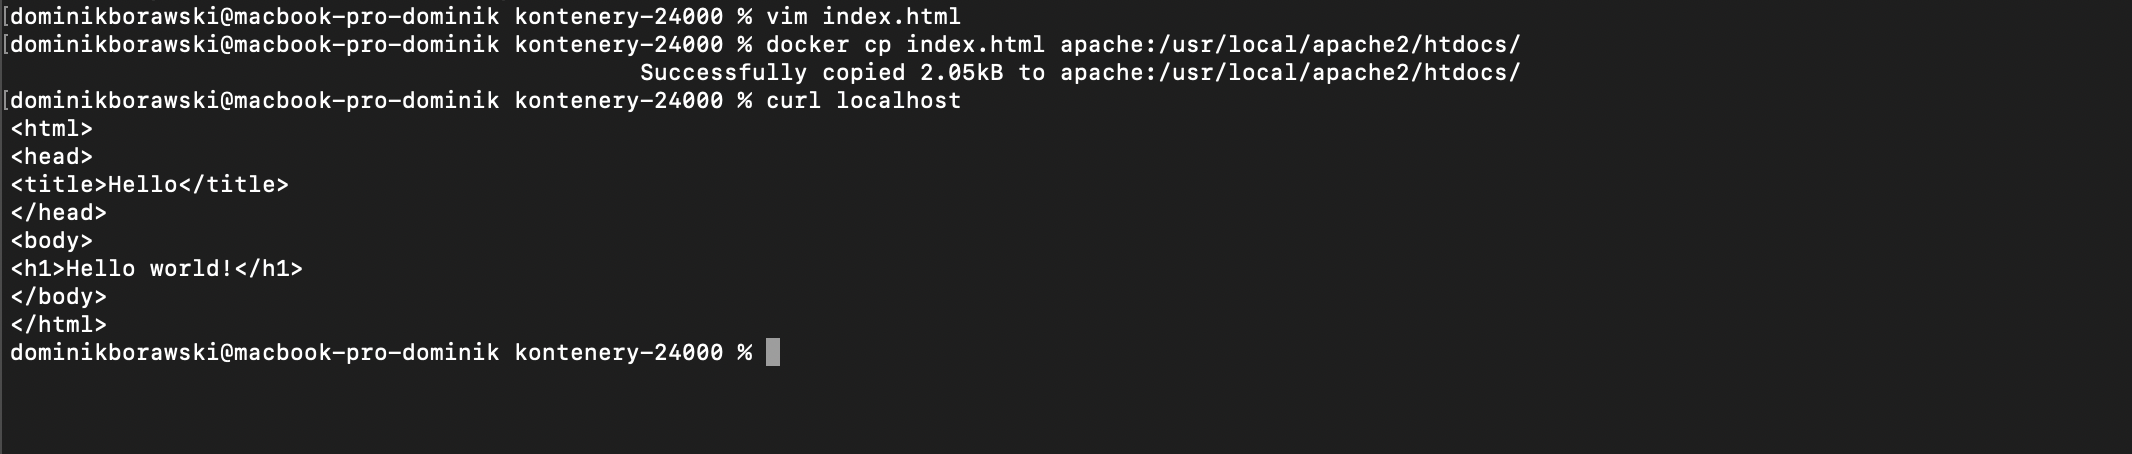 [dominikborawski@macbook-pro-dominik kontenery-24000 % vim index.html
[dominikborawski@macbook-pro-dominik kontenery-24000 % docker cp index.html apache:/usr/local/apache2/htdocs/
Successfully copied 2.05kB to apache:/usr/local/apache2/htdocs/
[dominikborawski@macbook-pro-dominik kontenery-24000 % curl localhost
<html>
<head>
<title>Hello</title>
</head>
<body>
<h1>Hello world!</h1>
</body>
</html>
dominikborawski@macbook-pro-dominik kontenery-24000 %